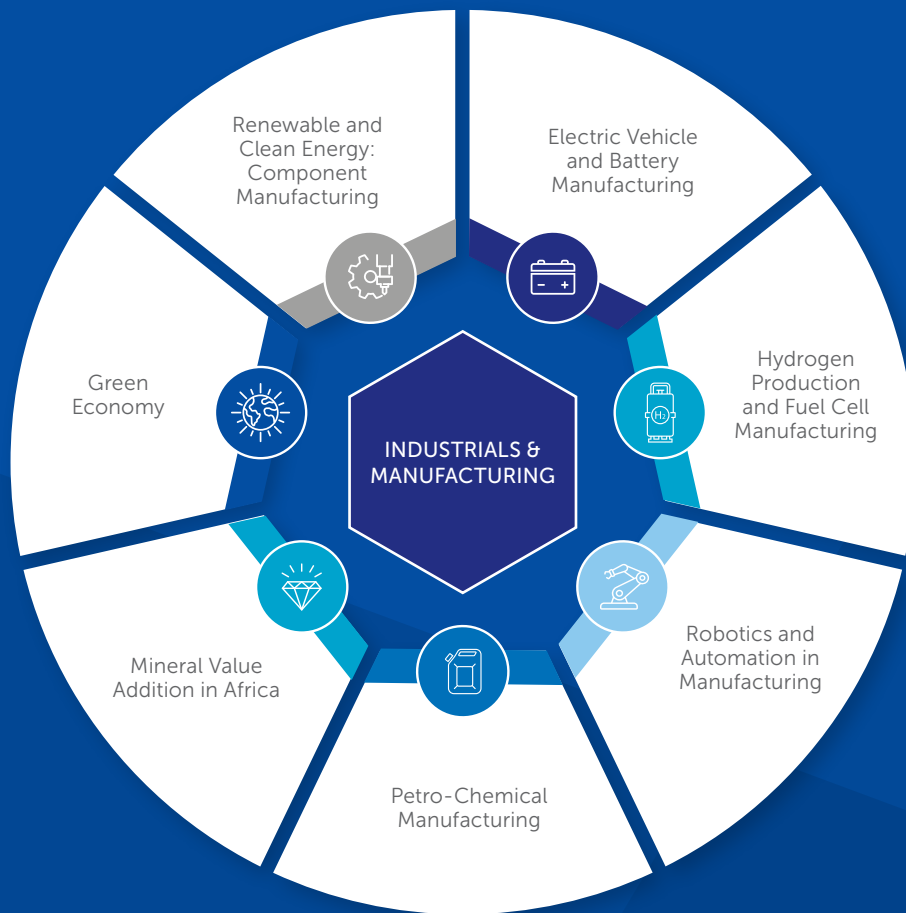 Renewable and
Clean Energy:
Component
Manufacturing
Electric Vehicle
and Battery
Manufacturing
Green
Economy
Hydrogen
Production
and Fuel Cell
Manufacturing
H₂
INDUSTRIALS &
MANUFACTURING
Mineral Value
Addition in Africa
Robotics and
Automation in
Manufacturing
Petro-Chemical
Manufacturing